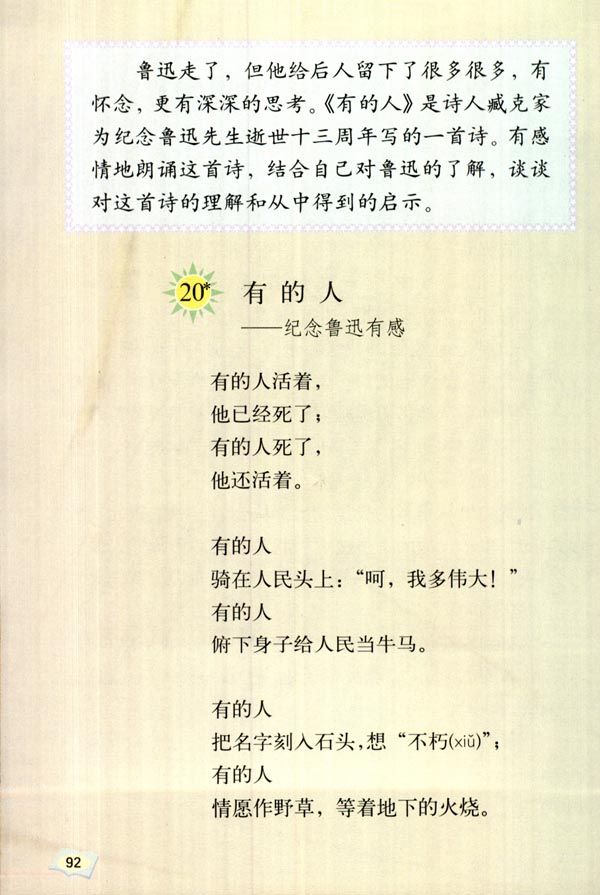 鲁迅走了，但他给后人留下了很多很多，有
怀念，更有深深的思考。《有的人》是诗人臧克家
为纪念鲁迅先生逝世十三周年写的一首诗。有感
情地朗诵这首诗，结合自己对鲁迅的了解，谈谈
对这首诗的理解和从中得到的启示。
20* 有的人
——纪念鲁迅有感
有的人活着，
他已经死了；
有的人死了，
他还活着。
有的人
骑在人民头上：“呵，我多伟大！”
有的人
俯下身子给人民当牛马。
有的人
把名字刻入石头，想“不朽(xiǔ)”；
有的人
情愿作野草，等着地下的火烧。
92